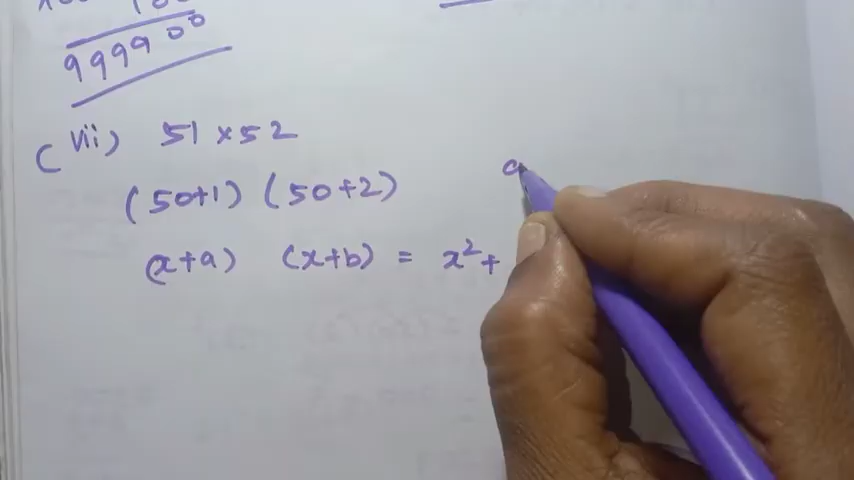 999900
(vii) 51 × 52
(50+1) (50+2)
(x+a) (x+b) = x² +